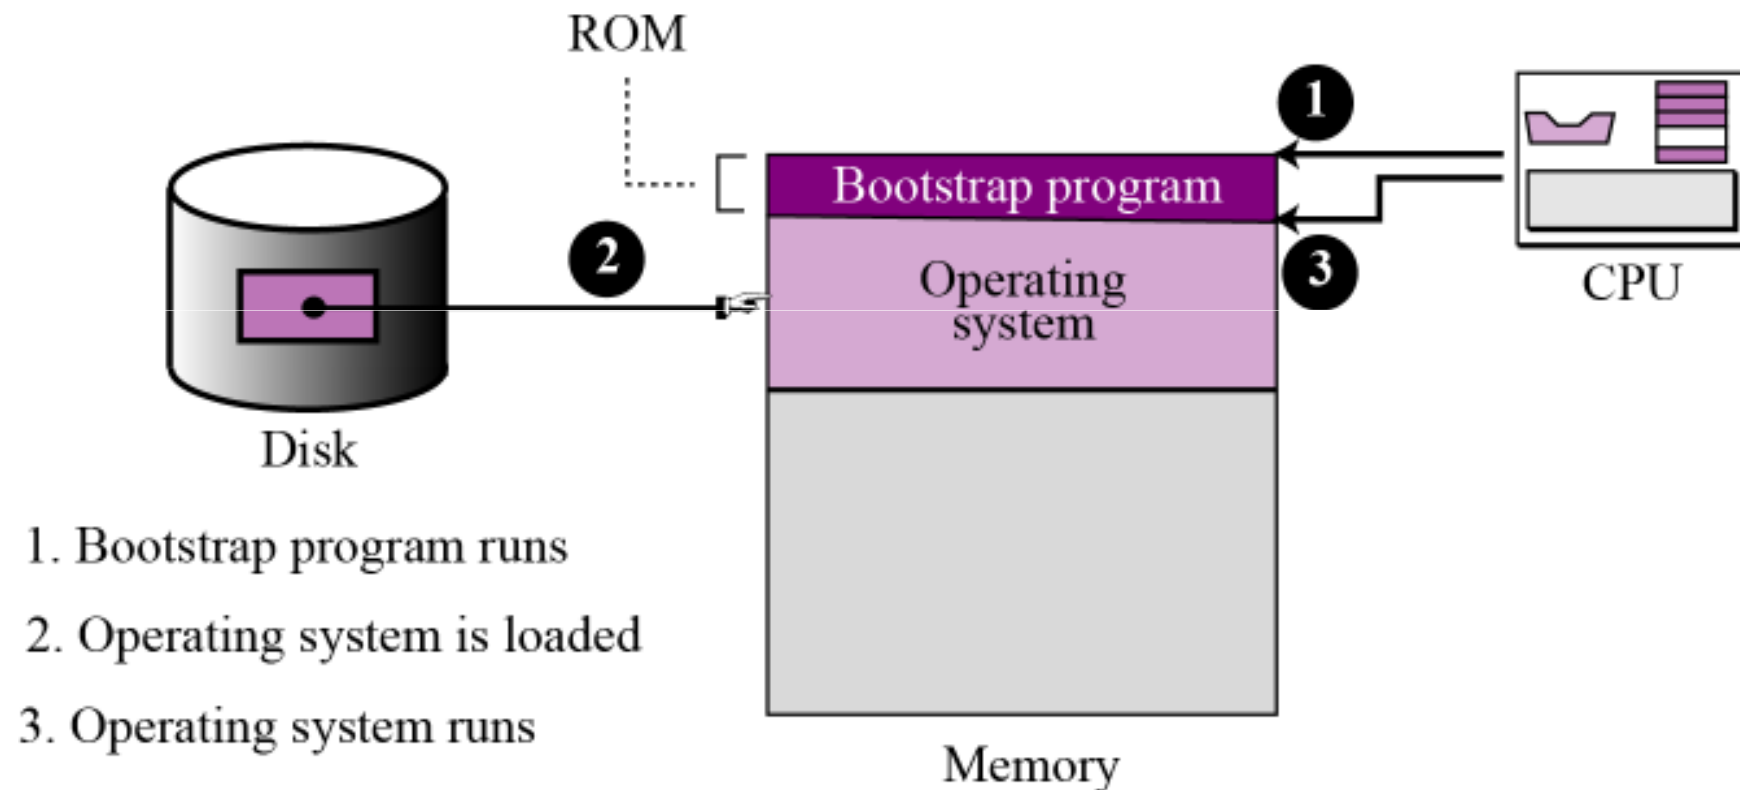 ROM
1
Bootstrap program
2
Operating
system
3
CPU
Disk
1. Bootstrap program runs
2. Operating system is loaded
3. Operating system runs
Memory